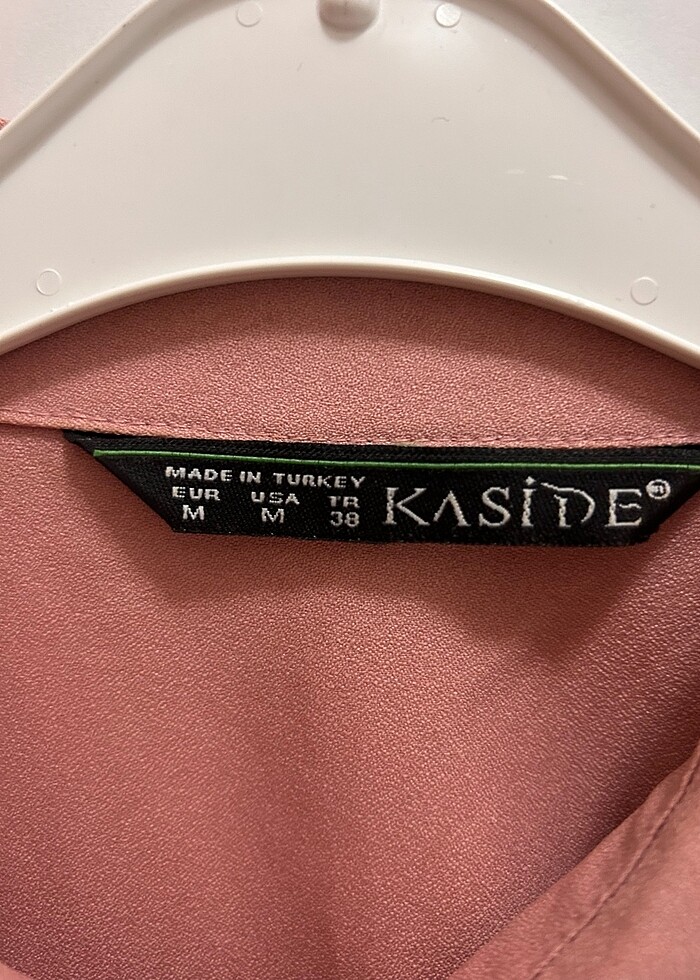 MADE IN TURKEY
EUR USA TR
M M 38
KASİDE